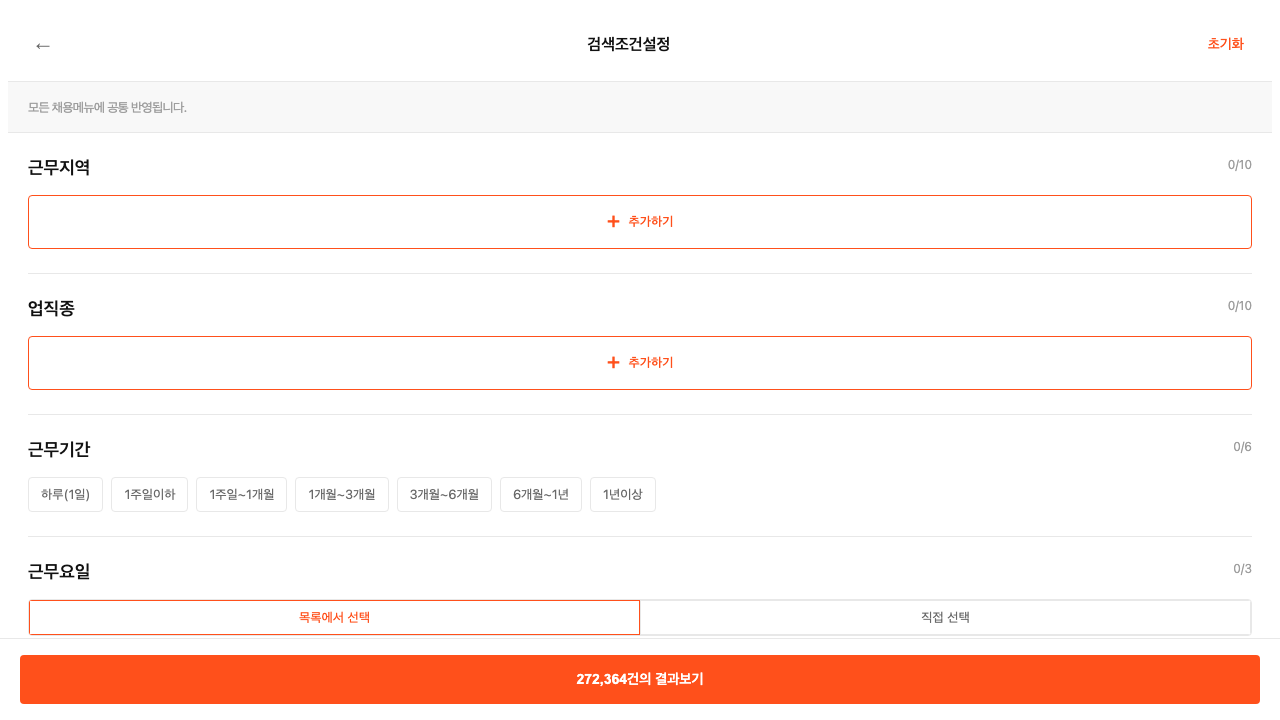 ←
검색조건설정
초기화
모든 채용메뉴에 공통 반영됩니다.
근무지역
0/10
+ 추가하기
업직종
0/10
+ 추가하기
근무기간
0/6
하루(1일) 1주일이하 1주일~1개월 1개월~3개월 3개월~6개월 6개월~1년 1년이상
근무요일
0/3
목록에서 선택 직접 선택
272,364건의 결과보기